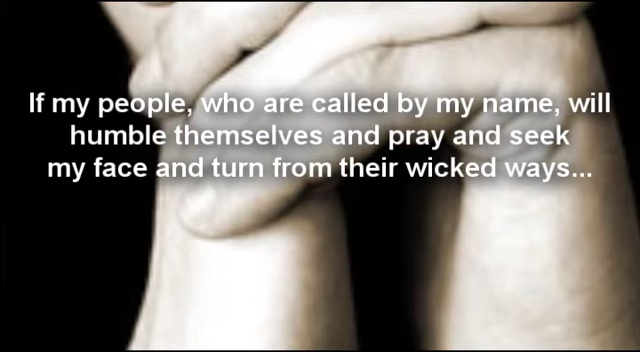 If my people, who are called by my name, will
humble themselves and pray and seek
my face and turn from their wicked ways...